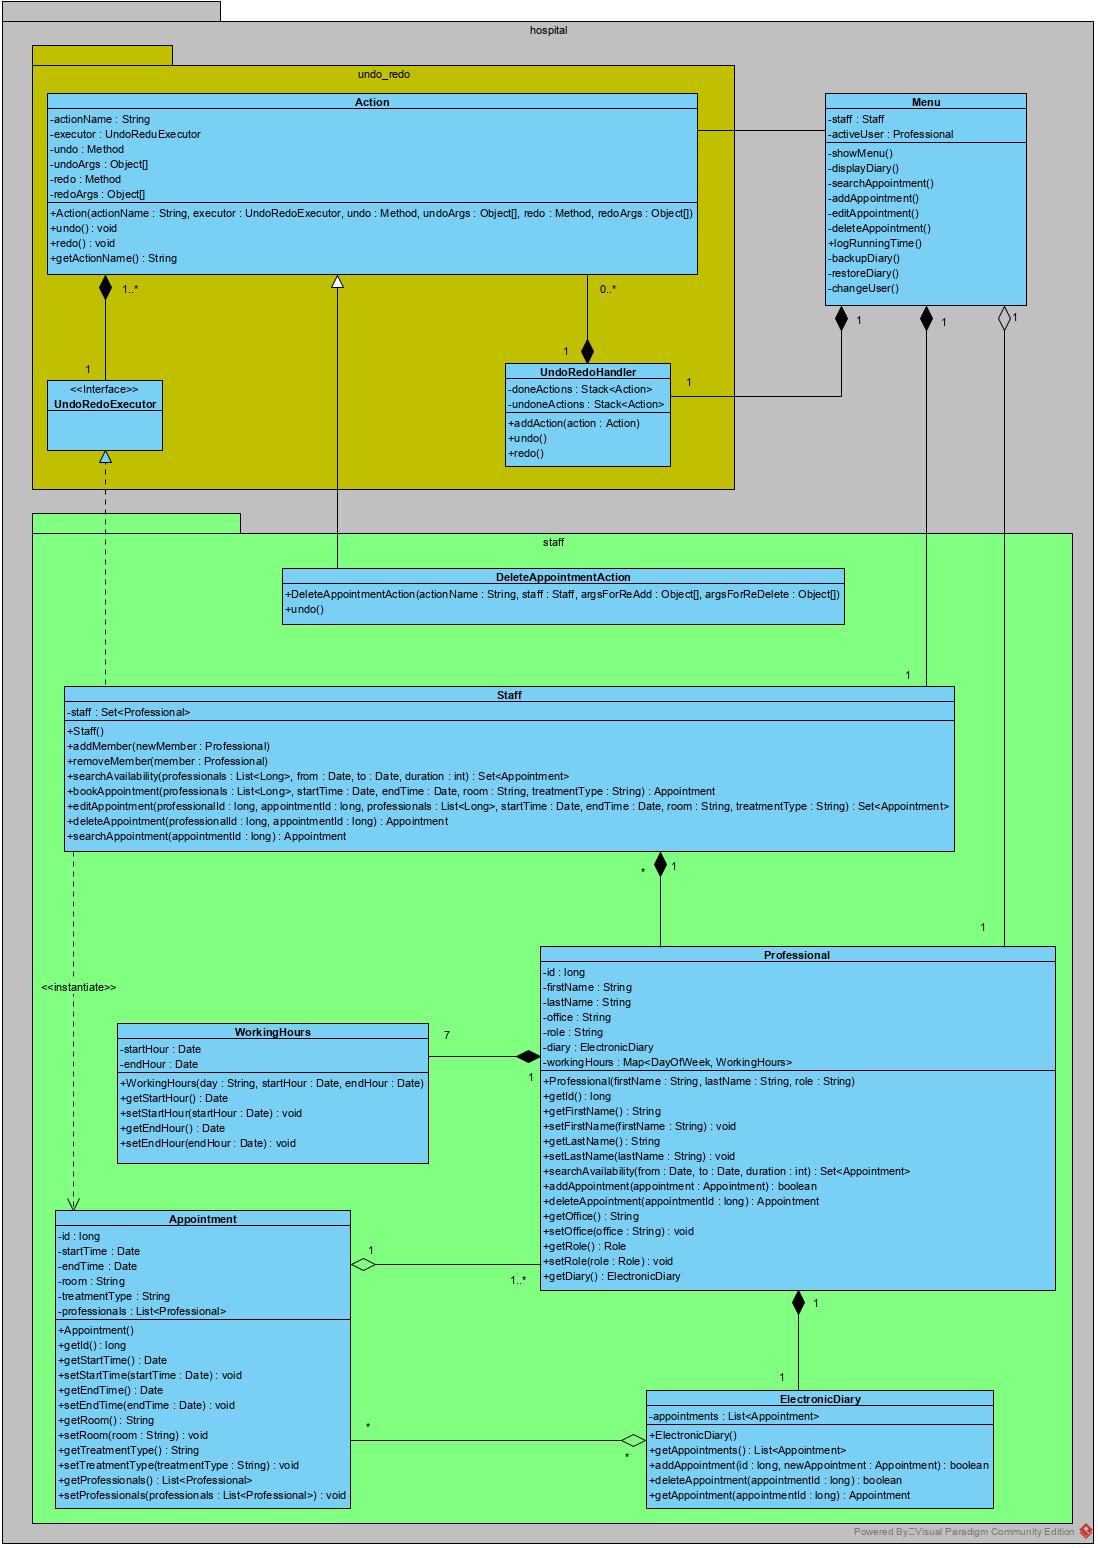 hospital
undo_redo
Action
-actionName : String
-executor : UndoReduExecutor
-undo : Method
-undoArgs : Object[]
-redo : Method
-redoArgs : Object[]
+Action(actionName : String, executor : UndoRedoExecutor, undo : Method, undoArgs : Object[], redo : Method, redoArgs : Object[])
+undo() : void
+redo() : void
+getActionName() : String
Menu
-staff : Staff
-activeUser : Professional
-showMenu()
-displayDiary()
-searchAppointment()
-addAppointment()
-editAppointment()
-deleteAppointment()
+logRunningTime()
-backupDiary()
-restoreDiary()
-changeUser()
1..*
0..*
1
1
1
1
1
1
<<Interface>>
UndoRedoExecutor
UndoRedoHandler
-doneActions : Stack<Action>
-undoneActions : Stack<Action>
+addAction(action : Action)
+undo()
+redo()
staff
DeleteAppointmentAction
+DeleteAppointmentAction(actionName : String, staff : Staff, argsForReAdd : Object[], argsForReDelete : Object[])
+undo()
1
Staff
-staff : Set<Professional>
+Staff()
+addMember(newMember : Professional)
+removeMember(member : Professional)
+searchAvailability(professionals : List<Long>, from : Date, to : Date, duration : int) : Set<Appointment>
+bookAppointment(professionals : List<Long>, startTime : Date, endTime : Date, room : String, treatmentType : String) : Appointment
+editAppointment(professionalId : long, appointmentId : long, professionals : List<Long>, startTime : Date, endTime : Date, room : String, treatmentType : String) : Set<Appointment>
+deleteAppointment(professionalId : long, appointmentId : long) : Appointment
+searchAppointment(appointmentId : long) : Appointment
*
1
1
<<instantiate>>
Professional
-id : long
-firstName : String
-lastName : String
-office : String
-role : String
-diary : ElectronicDiary
-workingHours : Map<DayOfWeek, WorkingHours>
+Professional(firstName : String, lastName : String, role : String)
+getId() : long
+getFirstName() : String
+setFirstName(firstName : String) : void
+getLastName() : String
+setLastName(lastName : String) : void
+searchAvailability(from : Date, to : Date, duration : int) : Set<Appointment>
+addAppointment(appointment : Appointment) : boolean
+deleteAppointment(appointmentId : long) : Appointment
+getOffice() : String
+setOffice(office : String) : void
+getRole() : Role
+setRole(role : Role) : void
+getDiary() : ElectronicDiary
7
1
WorkingHours
-startHour : Date
-endHour : Date
+WorkingHours(day : String, startHour : Date, endHour : Date)
+getStartHour() : Date
+setStartHour(startHour : Date) : void
+getEndHour() : Date
+setEndHour(endHour : Date) : void
Appointment
-id : long
-startTime : Date
-endTime : Date
-room : String
-treatmentType : String
-professionals : List<Professional>
+Appointment()
+getId() : long
+getStartTime() : Date
+setStartTime(startTime : Date) : void
+getEndTime() : Date
+setEndTime(endTime : Date) : void
+getRoom() : String
+setRoom(room : String) : void
+getTreatmentType() : String
+setTreatmentType(treatmentType : String) : void
+getProfessionals() : List<Professional>
+setProfessionals(professionals : List<Professional>) : void
1
1..*
1
1
*
*
ElectronicDiary
-appointments : List<Appointment>
+ElectronicDiary()
+getAppointments() : List<Appointment>
+addAppointment(id : long, newAppointment : Appointment) : boolean
+deleteAppointment(appointmentId : long) : boolean
+getAppointment(appointmentId : long) : Appointment
Powered By Visual Paradigm Community Edition